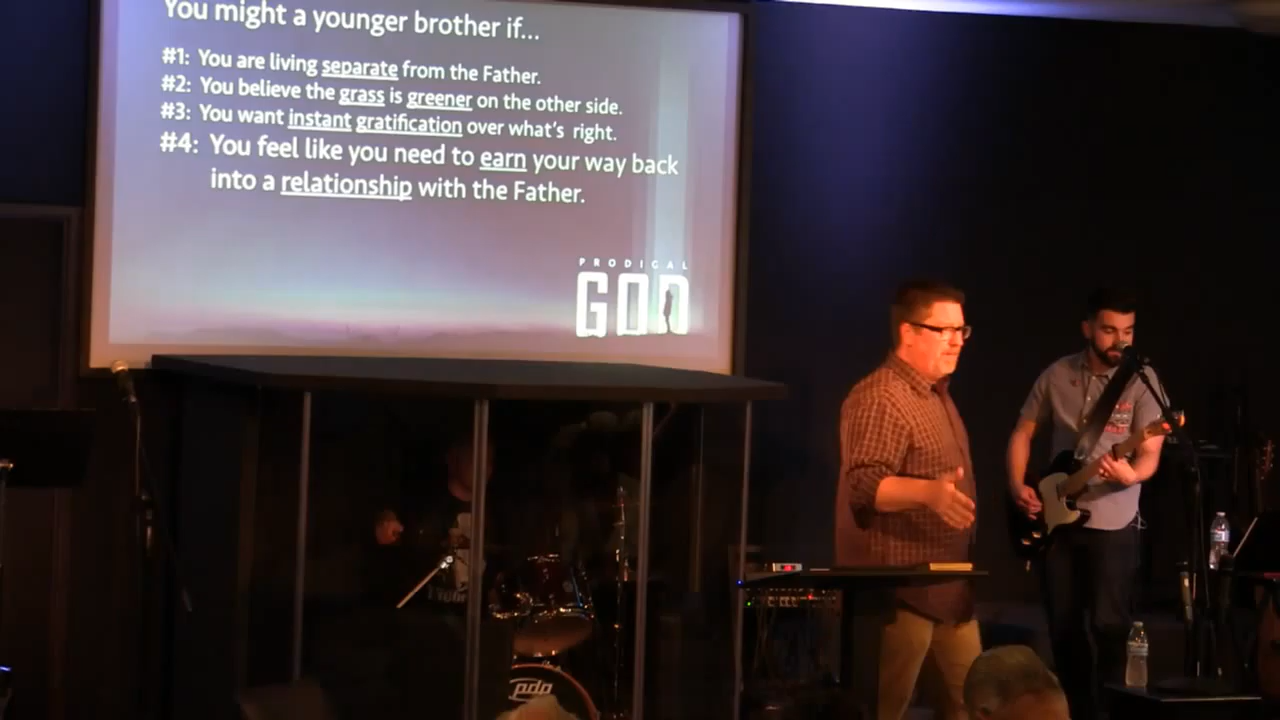 You might a younger brother if...
#1: You are living separate from the Father.
#2: You believe the grass is greener on the other side.
#3: You want instant gratification over what's right.
#4: You feel like you need to earn your way back
into a relationship with the Father.
PRODIGAL
GOD
pdp